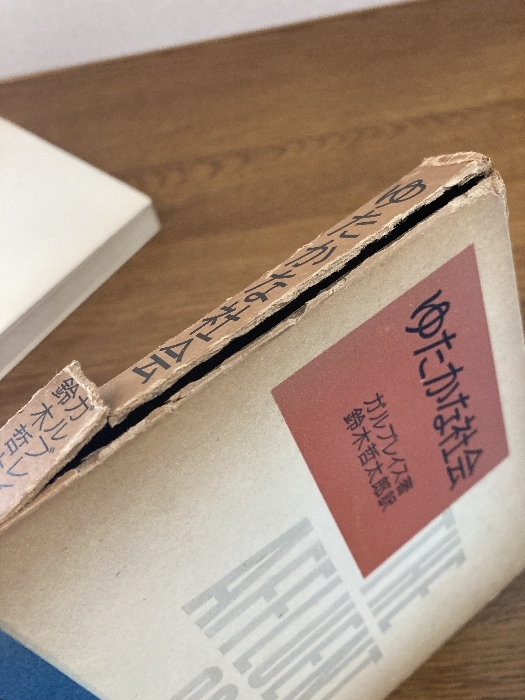 ゆたかな社会
ガルブレイ
鈴木哲
ゆたかな社会
ガルブレイス著
鈴木哲太郎訳
THE
AFFLUENT